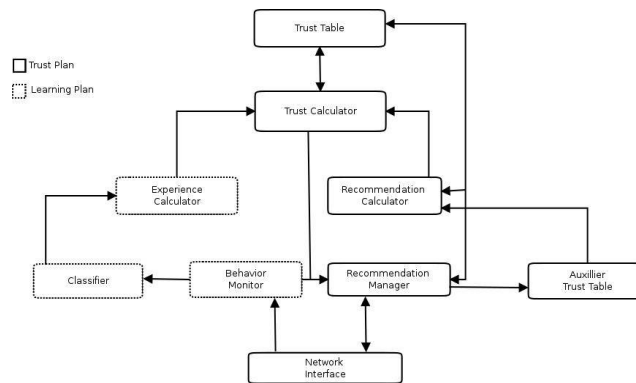 Trust Table
Trust Plan
Learning Plan
Trust Calculator
Experience
Calculator
Recommendation
Calculator
Classifier
Behavior
Monitor
Recommendation
Manager
Auxillier
Trust Table
Network
Interface